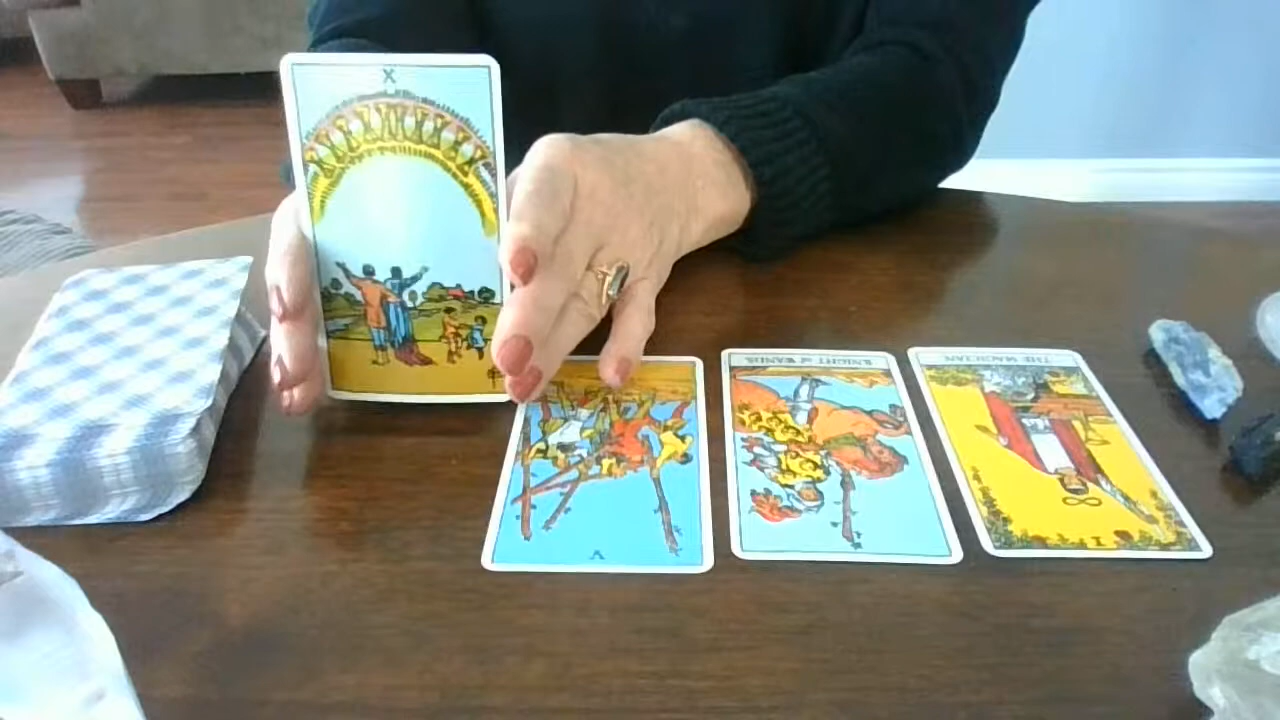 X
V
KNIGHT of WANDS.
THE MAGICIAN.
I